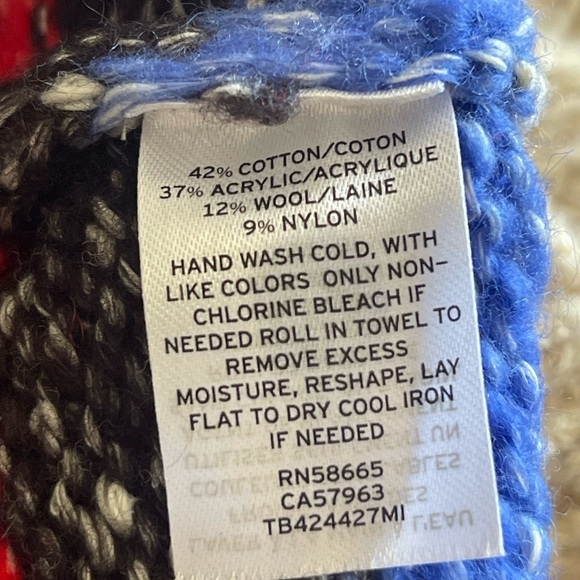 42% COTTON/COTON
37% ACRYLIC/ACRYLIQUE
12% WOOL/LAINE
9% NYLON
HAND WASH COLD, WITH
LIKE COLORS ONLY NON-
CHLORINE BLEACH IF
NEEDED ROLL IN TOWEL TO
REMOVE EXCESS
MOISTURE, RESHAPE, LAY
FLAT TO DRY COOL IRON
IF NEEDED
RN58665
CA57963
TB424427MI